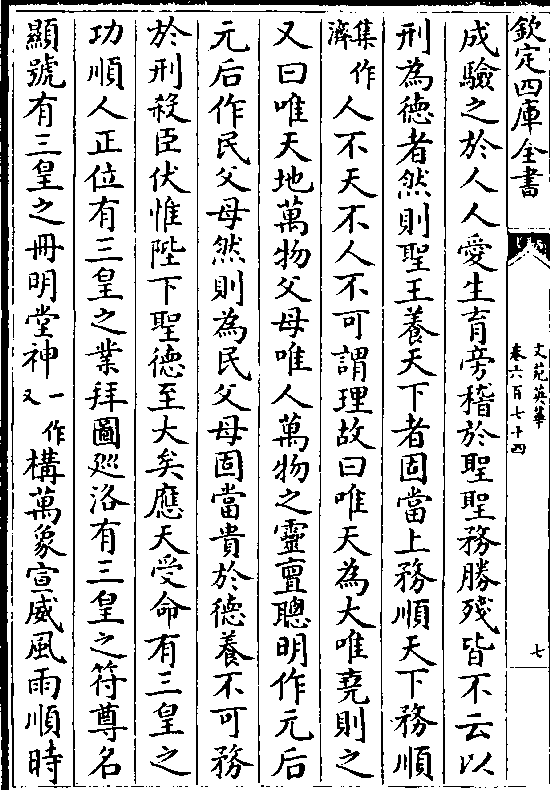 欽定四庫全書
文苑英華
卷六百七十四
七
成驗之於人人愛生育旁稽於聖聖務勝殘皆不云以
刑為德者然則聖王養天下者固當上務順天下務順
集作濟人不天不人不可謂理故曰唯天為大唯堯則之
又曰唯天地萬物父母唯人萬物之靈亶聰明作元后
元后作民父母然則為民父母固當貴於德養不可務
於刑殺臣伏惟陛下聖德至大矣應天受命有三皇之
功順人正位有三皇之業拜圖廵洛有三皇之符尊名
顯號有三皇之冊明堂神一作又構萬象宣威風雨順時